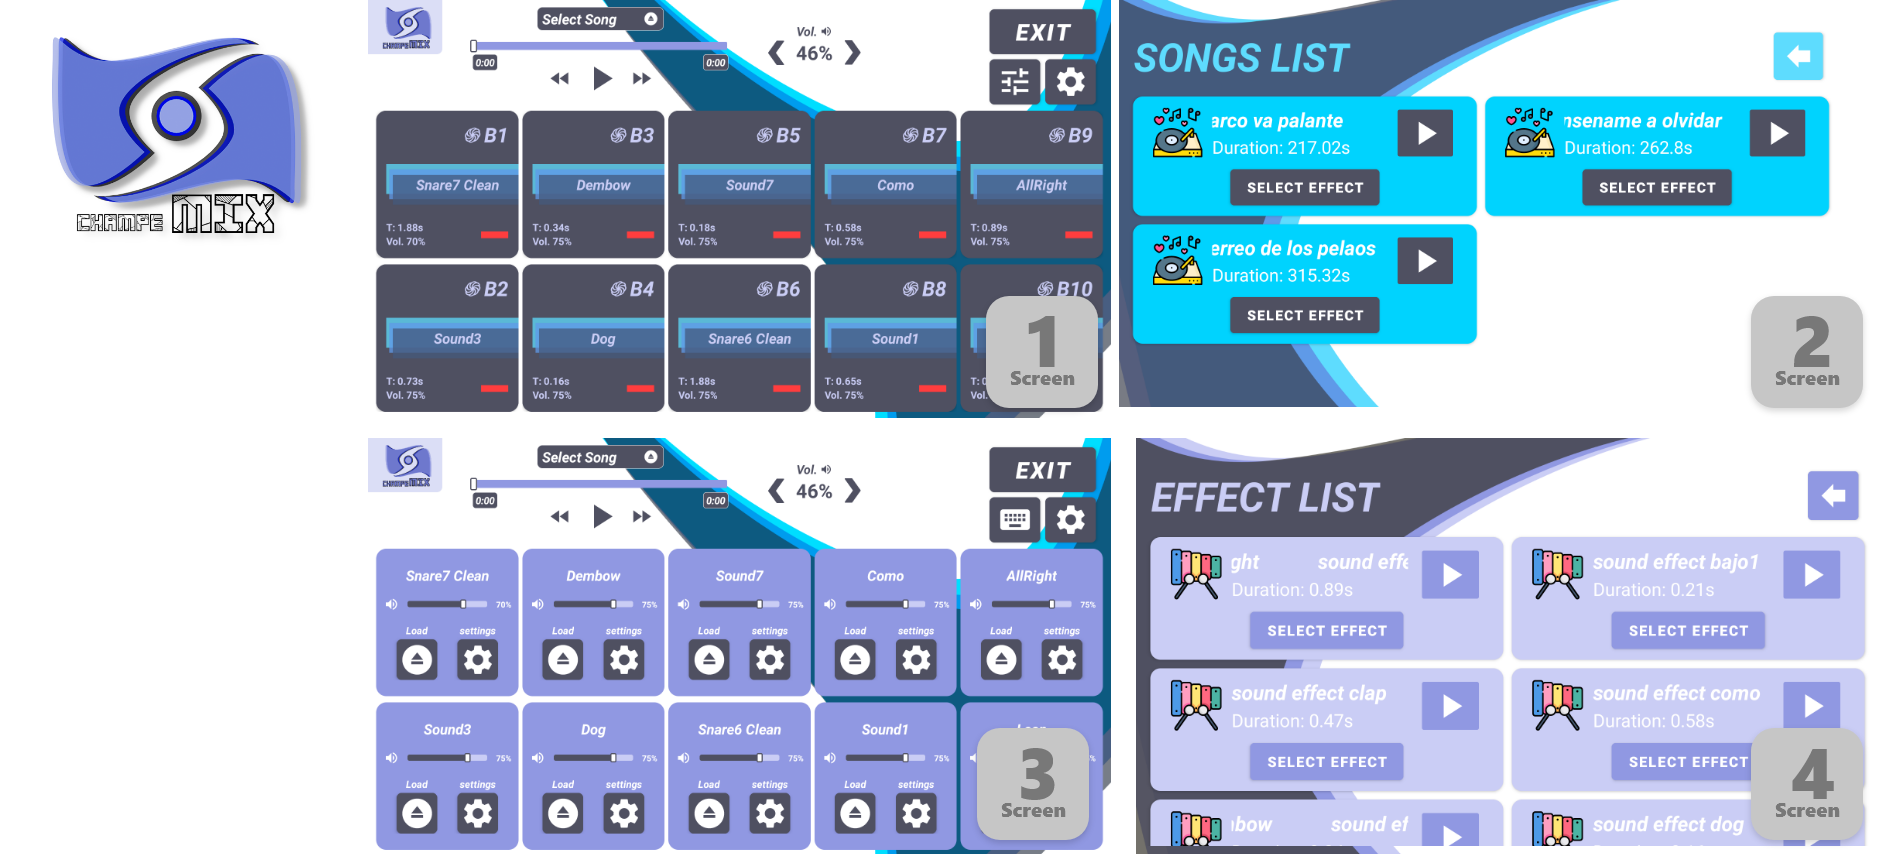 CHAMPE MIX
CHAMPE MIX
Select Song
0:00
0:00
Vol.
46%
EXIT
B1
Snare7 Clean
T: 1.88s
Vol. 70%
B3
Dembow
T: 0.34s
Vol. 75%
B5
Sound7
T: 0.18s
Vol. 75%
B7
Como
T: 0.58s
Vol. 75%
B9
AllRight
T: 0.89s
Vol. 75%
B2
Sound3
T: 0.73s
Vol. 75%
B4
Dog
T: 0.16s
Vol. 75%
B6
Snare6 Clean
T: 1.88s
Vol. 75%
B8
Sound1
T: 0.65s
Vol. 75%
B10
T: 0
Vol.
1
Screen
SONGS LIST
arco va palante
Duration: 217.02s
SELECT EFFECT
nsename a olvidar
Duration: 262.8s
SELECT EFFECT
erreo de los pelaos
Duration: 315.32s
SELECT EFFECT
2
Screen
CHAMPE MIX
Select Song
0:00
0:00
Vol.
46%
EXIT
Snare7 Clean
70%
Load settings
Dembow
75%
Load settings
Sound7
75%
Load settings
Como
75%
Load settings
AllRight
75%
Load settings
Sound3
75%
Load settings
Dog
75%
Load settings
Snare6 Clean
75%
Load settings
Sound1
75%
Load settings
3
Screen
EFFECT LIST
ght sound effe
Duration: 0.89s
SELECT EFFECT
sound effect bajo1
Duration: 0.21s
SELECT EFFECT
sound effect clap
Duration: 0.47s
SELECT EFFECT
sound effect como
Duration: 0.58s
SELECT EFFECT
bow sound ef
sound effect dog
4
Screen